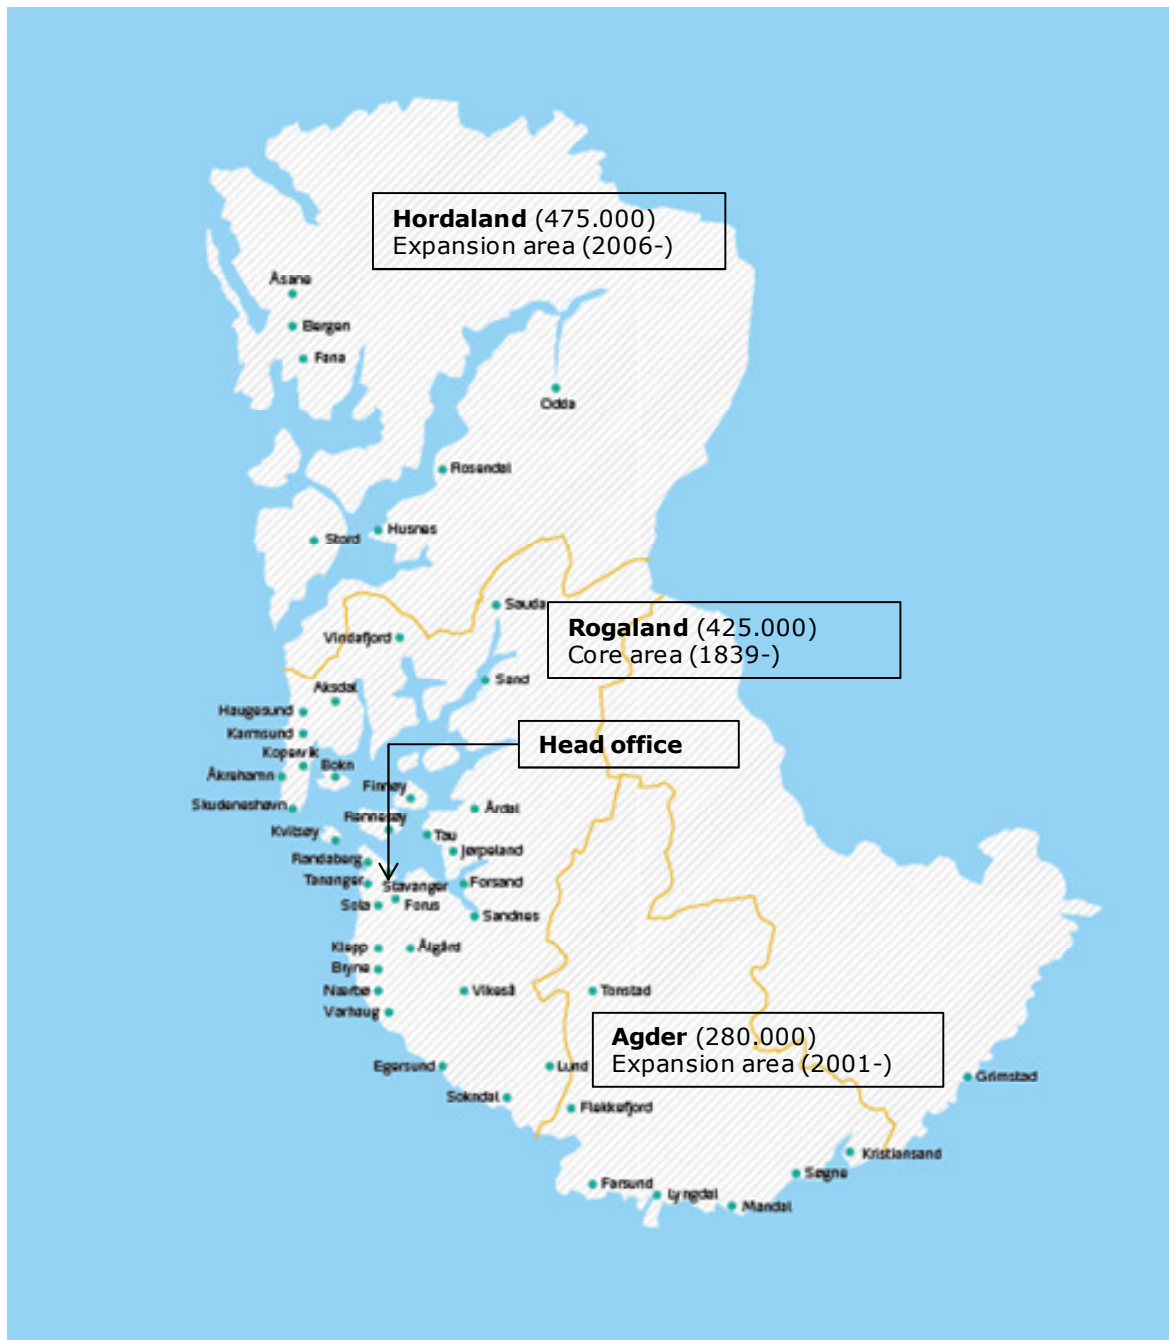 Hordaland (475.000)
Expansion area (2006-)
Åsane
Bergen
Fana
Odda
Rosendal
Husnes
Stord
Sauda
Rogaland (425.000)
Core area (1839-)
Vindafjord
Sand
Aksdal
Haugesund
Karmsund
Head office
Kopervik
Bokn
Åkrehamn
Finnøy
Skudeneshavn
Årdal
Rennesøy
Kvitsøy
Tau
Jørpeland
Randaberg
Tananger
Stavanger
Forsand
Sola
Forus
Sandnes
Klepp
Ålgård
Bryne
Nærbø
Vikeså
Tonstad
Varhaug
Agder (280.000)
Expansion area (2001-)
Egersund
Lund
Grimstad
Sokndal
Flekkefjord
Kristiansand
Søgne
Farsund
Lyngdal
Mandal